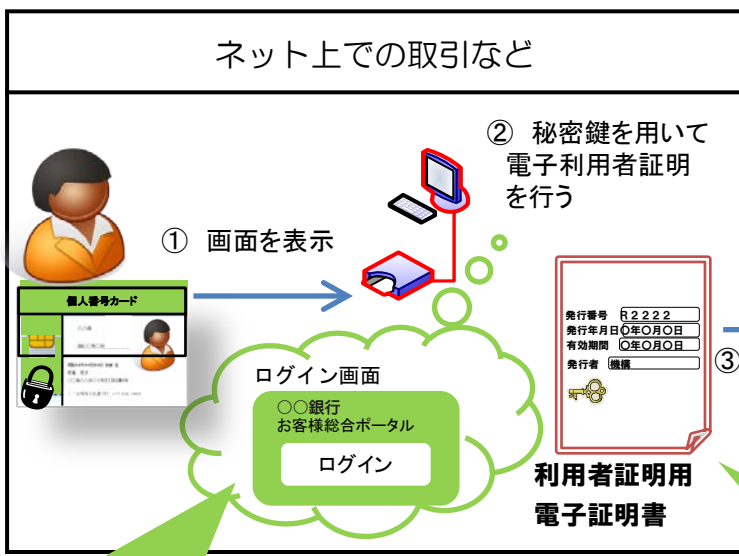 ネット上での取引など
② 秘密鍵を用いて
電子利用者証明
を行う
① 画面を表示
個人番号カード
発行番号 R2222
発行年月日○年○月○日
有効期間 ○年○月○日
発行者 機構
③
ログイン画面
○○銀行
お客様総合ポータル
ログイン
利用者証明用
電子証明書